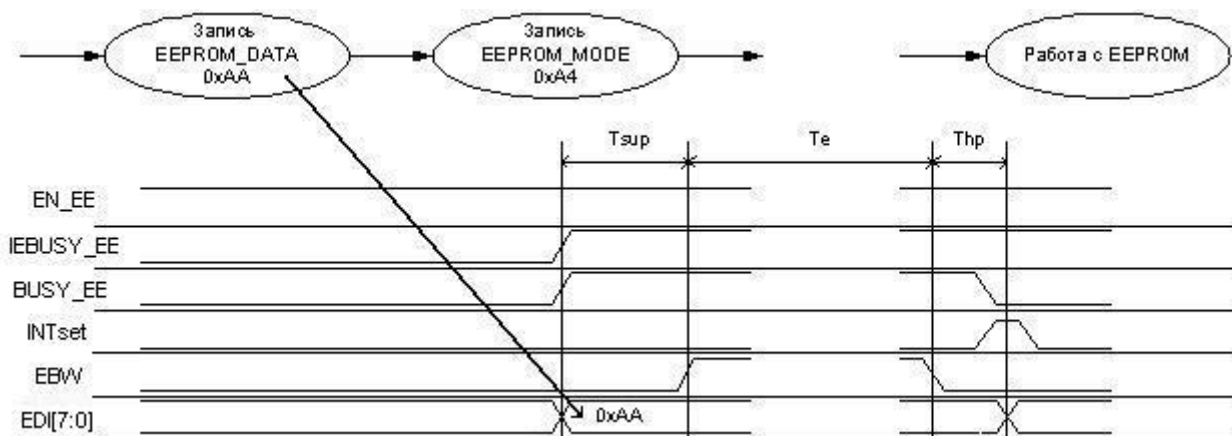 Запись
EEPROM_DATA
0xAA
Запись
EEPROM_MODE
0xA4
Работа с EEPROM
Tsup
Te
Thp
EN_EE
IEBUSY_EE
BUSY_EE
INTset
EBW
EDI[7:0]
0xAA